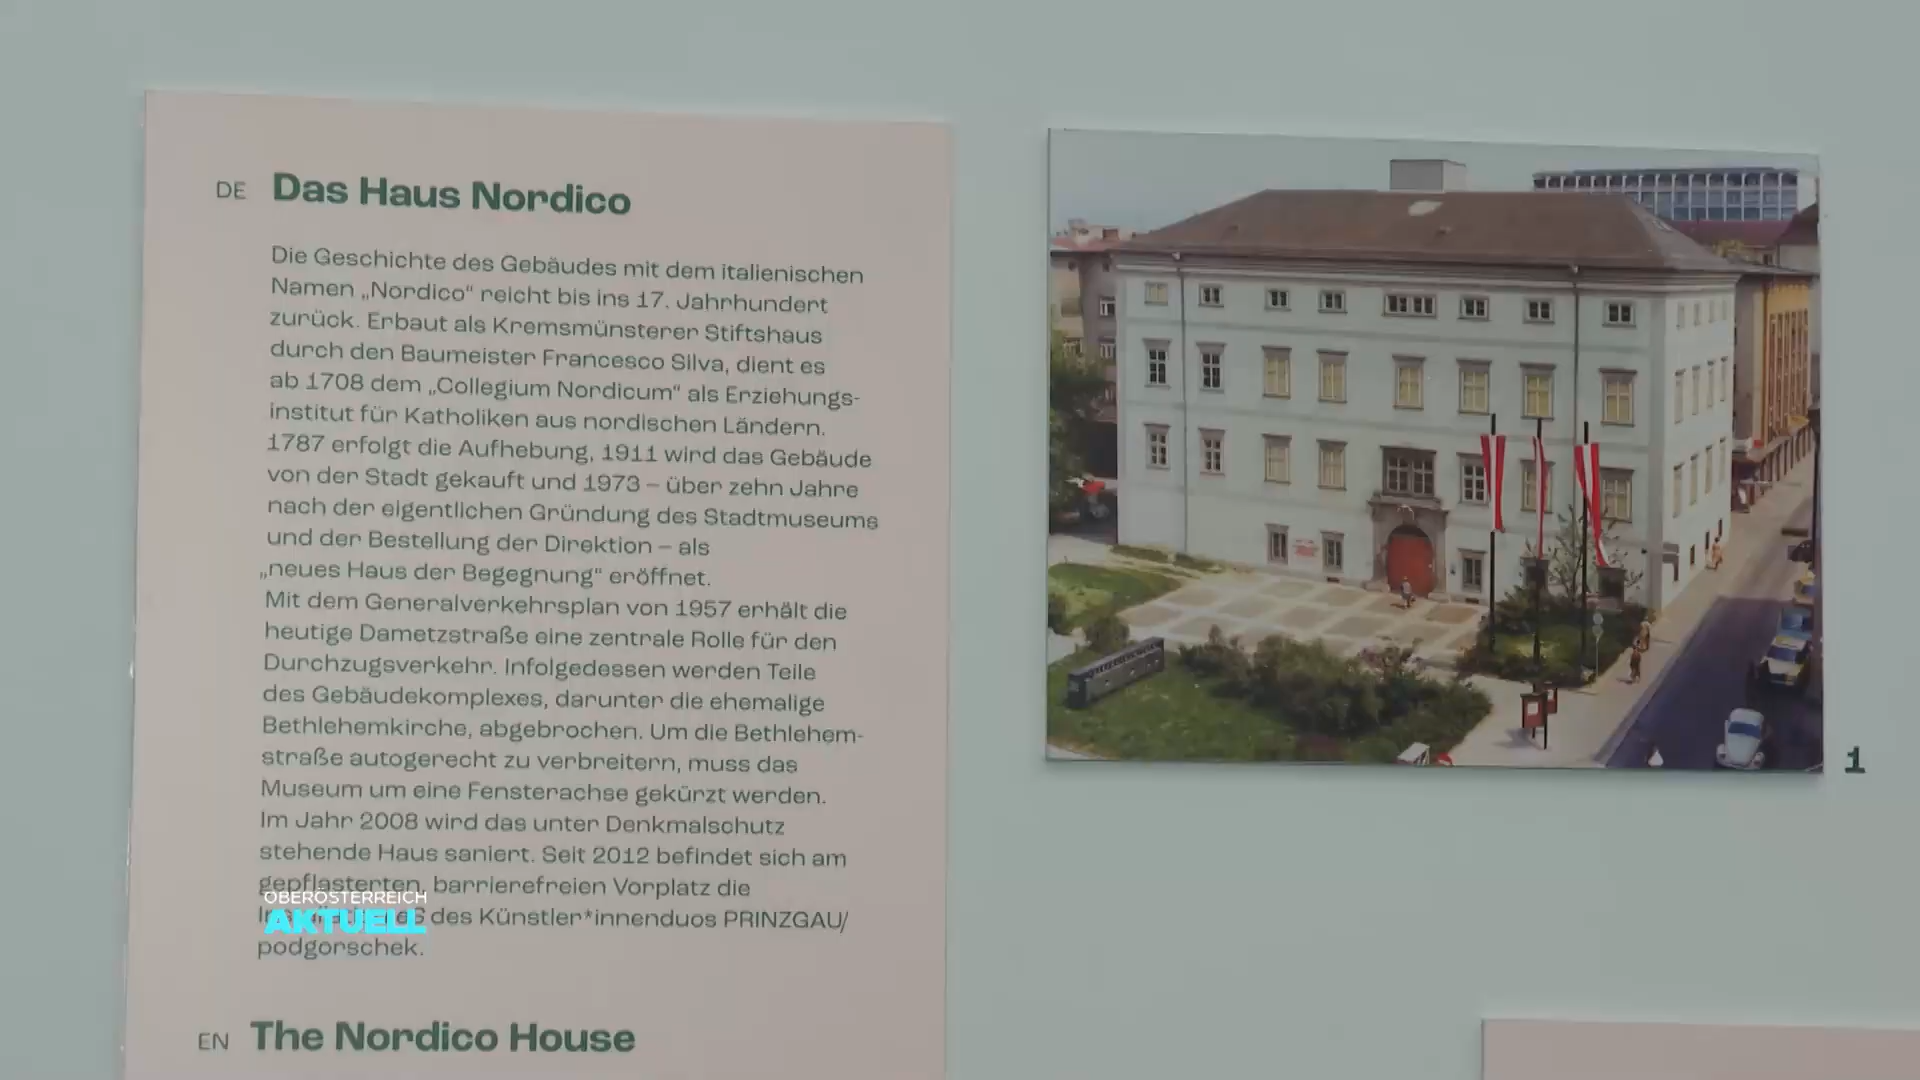 DE Das Haus Nordico
Die Geschichte des Gebäudes mit dem italienischen
Namen „Nordico“ reicht bis ins 17. Jahrhundert
zurück. Erbaut als Kremsmünsterer Stiftshaus
durch den Baumeister Francesco Silva, dient es
ab 1708 dem „Collegium Nordicum“ als Erziehungs-
institut für Katholiken aus nordischen Ländern.
1787 erfolgt die Aufhebung, 1911 wird das Gebäude
von der Stadt gekauft und 1973 – über zehn Jahre
nach der eigentlichen Gründung des Stadtmuseums
und der Bestellung der Direktion – als
„neues Haus der Begegnung“ eröffnet.
Mit dem Generalverkehrsplan von 1957 erhält die
heutige Dametzstraße eine zentrale Rolle für den
Durchzugsverkehr. Infolgedessen werden Teile
des Gebäudekomplexes, darunter die ehemalige
Bethlehemkirche, abgebrochen. Um die Bethlehem-
straße autogerecht zu verbreitern, muss das
Museum um eine Fensterachse gekürzt werden.
Im Jahr 2008 wird das unter Denkmalschutz
stehende Haus saniert. Seit 2012 befindet sich am
gepflasterten, barrierefreien Vorplatz die
des Künstler*innenduos PRINZGAU/
podgorschek.
OBERÖSTERREICH
AKTUELL
EN The Nordico House
1